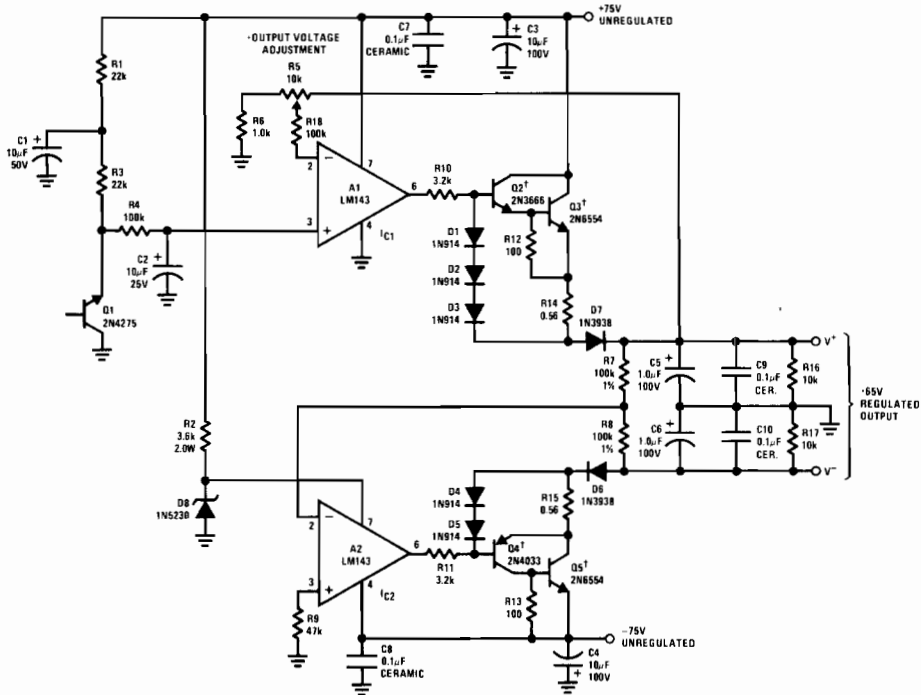 +75V
UNREGULATED
·OUTPUT VOLTAGE
ADJUSTMENT
C7
0.1µF
CERAMIC
C3
10µF
100V
+
R1
22k
R5
10k
R6
1.0k
R18
100k
C1
10µF
50V
+
R3
22k
R4
100k
2
−
7
A1
LM143
6
3
+
4
IC1
R10
3.2k
Q2†
2N3666
Q3†
2N6554
R12
100
C2
10µF
25V
+
Q1
2N4275
D1
1N914
D2
1N914
D3
1N914
R14
0.56
D7
1N3938
V+
R7
100k
1%
C5
1.0µF
100V
+
C9
0.1µF
CER.
R16
10k
·65V
REGULATED
OUTPUT
R8
100k
1%
C6
1.0µF
100V
+
C10
0.1µF
CER.
R17
10k
V−
R2
3.6k
2.0W
D8
1N5230
D4
1N914
D5
1N914
R15
0.56
D6
1N3938
2
−
7
A2
LM143
6
3
+
4
IC2
R11
3.2k
Q4†
2N4033
Q5†
2N6554
R9
47k
R13
100
−75V
UNREGULATED
C8
0.1µF
CERAMIC
C4
10µF
100V
+